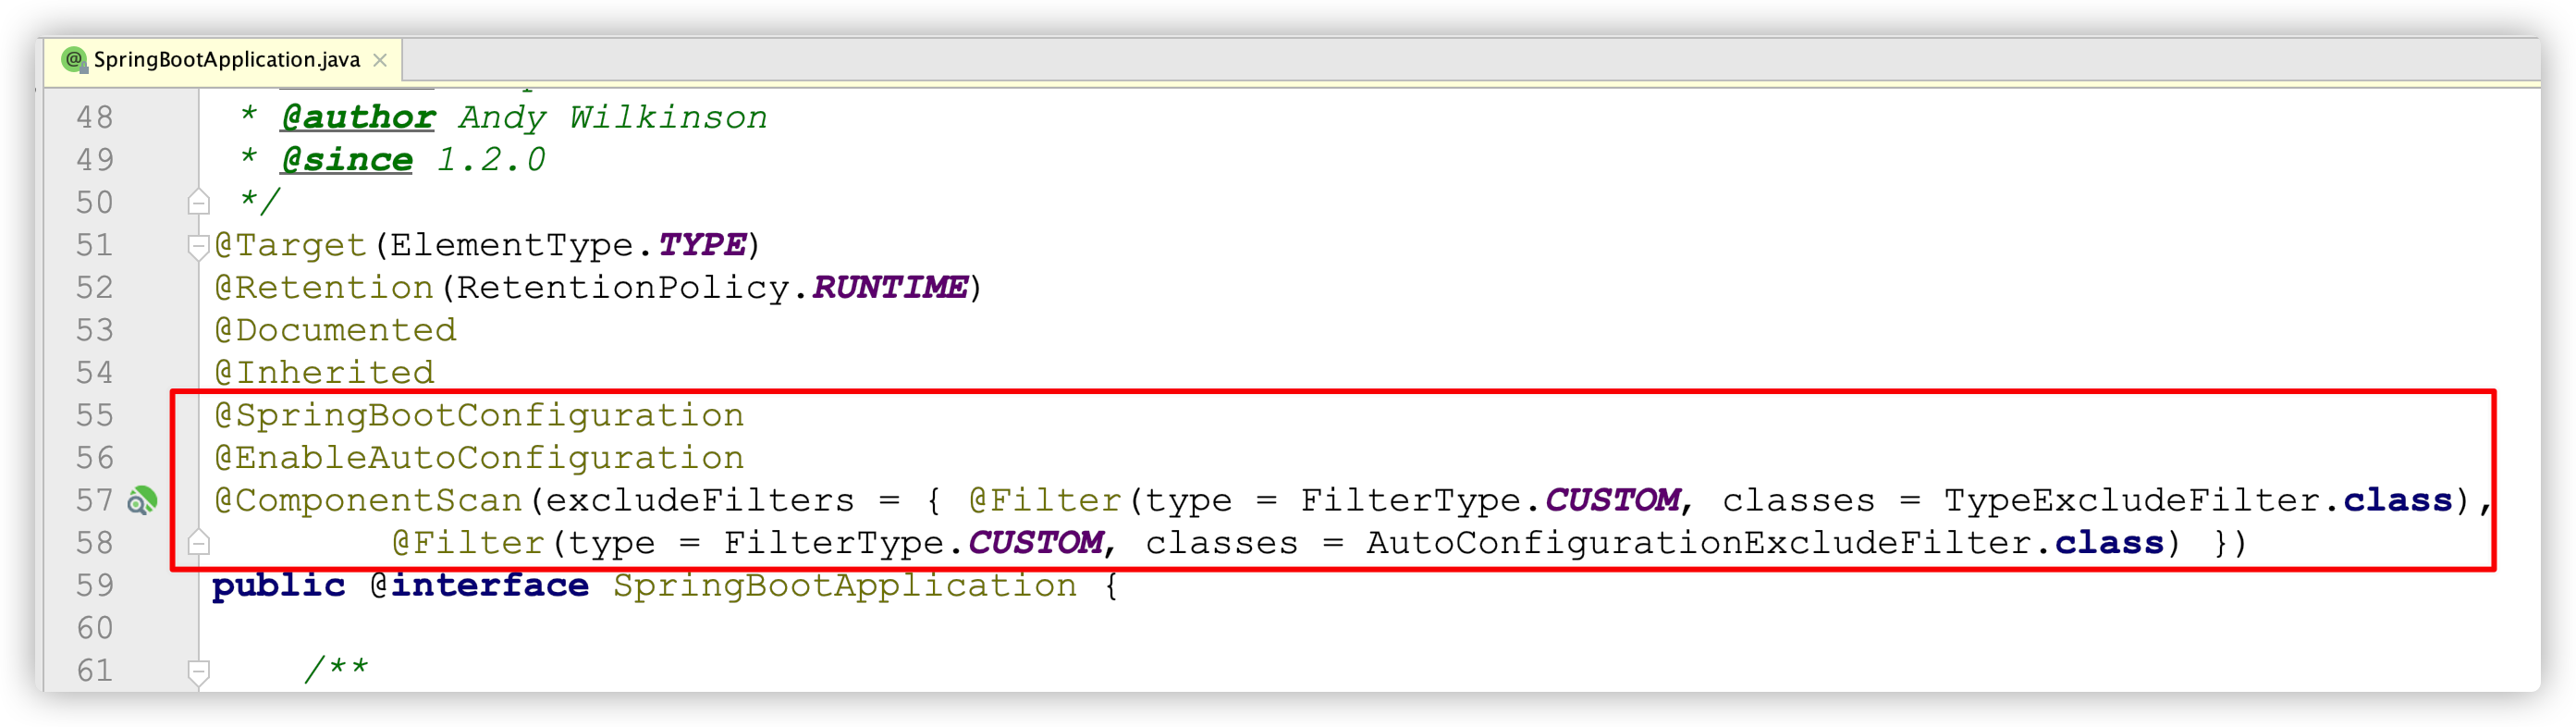 SpringBootApplication.java
48 * @author Andy Wilkinson
49 * @since 1.2.0
50 */
51 @Target(ElementType.TYPE)
52 @Retention(RetentionPolicy.RUNTIME)
53 @Documented
54 @Inherited
55 @SpringBootConfiguration
56 @EnableAutoConfiguration
57 @ComponentScan(excludeFilters = { @Filter(type = FilterType.CUSTOM, classes = TypeExcludeFilter.class),
58 @Filter(type = FilterType.CUSTOM, classes = AutoConfigurationExcludeFilter.class) })
59 public @interface SpringBootApplication {
60
61 /**